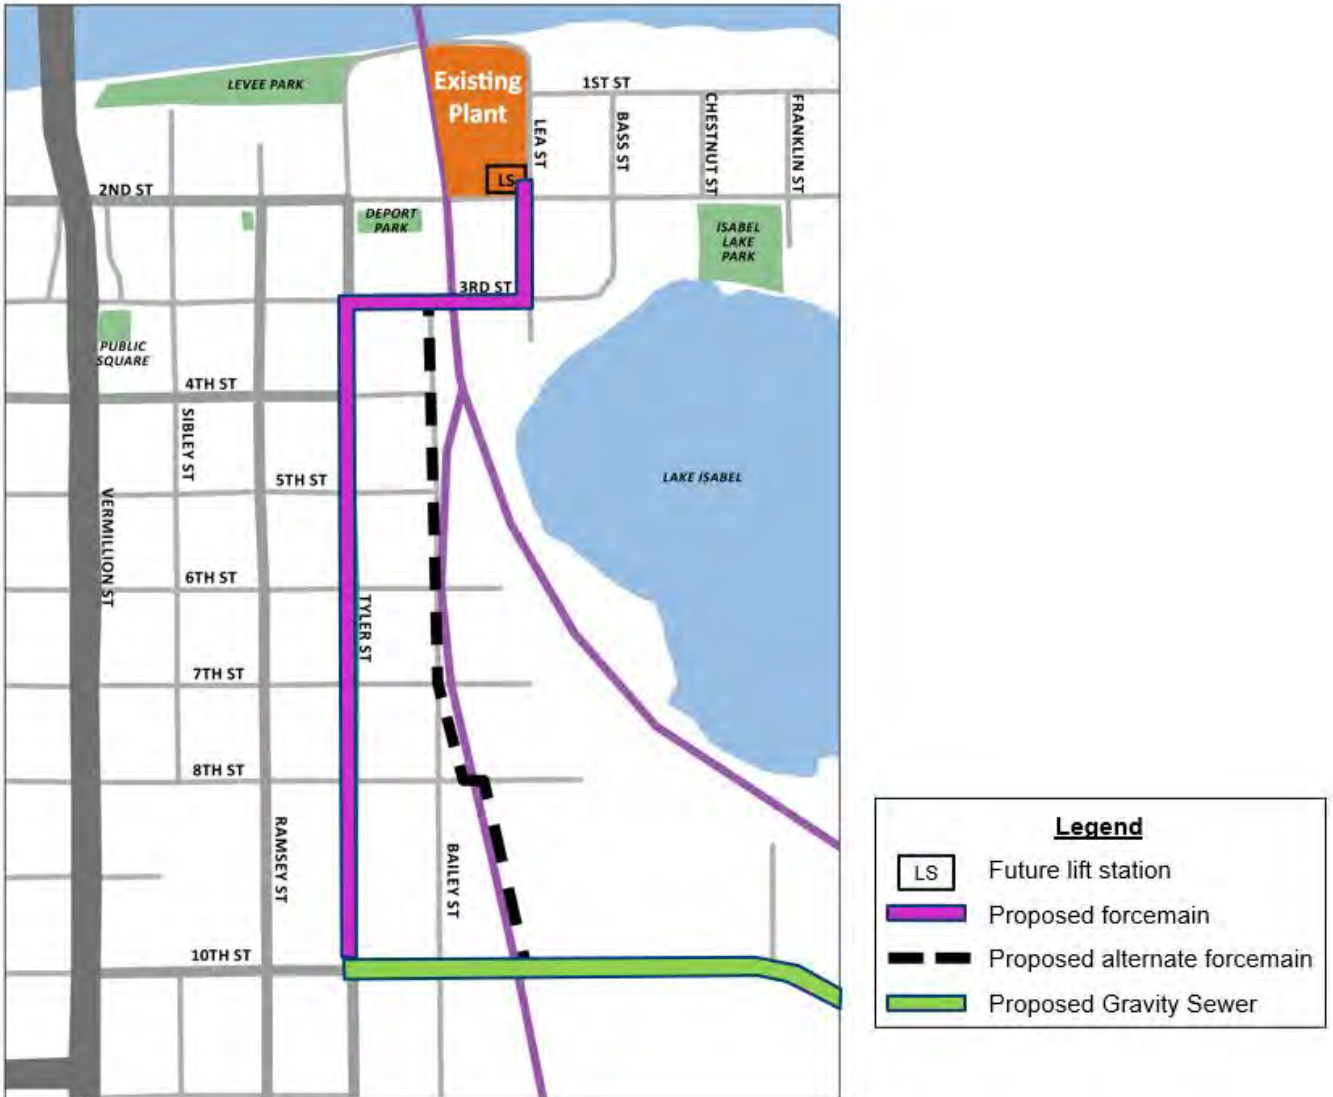 LEVEE PARK
Existing
Plant
1ST ST
LEA ST
BASS ST
CHESTNUT ST
FRANKLIN ST
LS
2ND ST
DEPORT
PARK
ISABEL
LAKE
PARK
3RD ST
PUBLIC
SQUARE
4TH ST
SIBLEY ST
5TH ST
LAKE ISABEL
VERMILLION ST
6TH ST
TYLER ST
7TH ST
8TH ST
RAMSEY ST
BAILEY ST
10TH ST
Legend
LS Future lift station
Proposed forcemain
Proposed alternate forcemain
Proposed Gravity Sewer